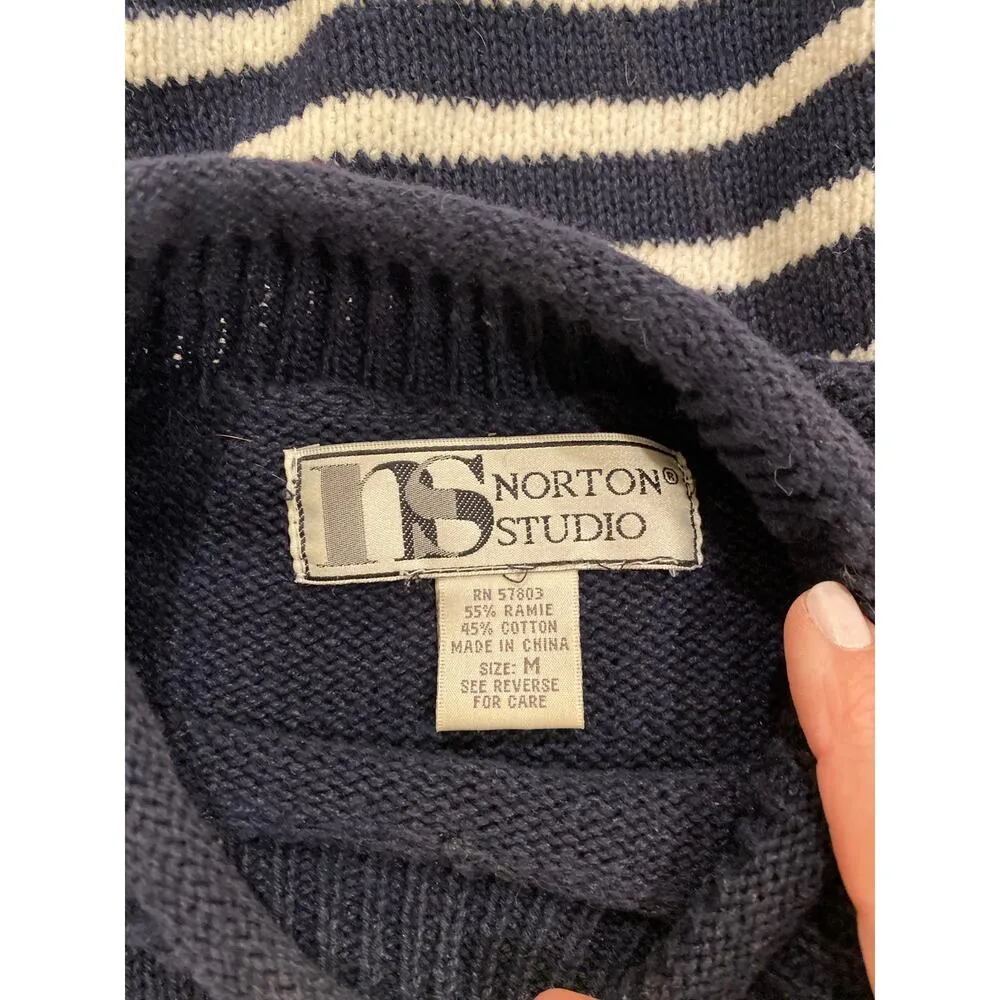 ns NORTON®
STUDIO
RN 57803
55% RAMIE
45% COTTON
MADE IN CHINA
SIZE: M
SEE REVERSE
FOR CARE